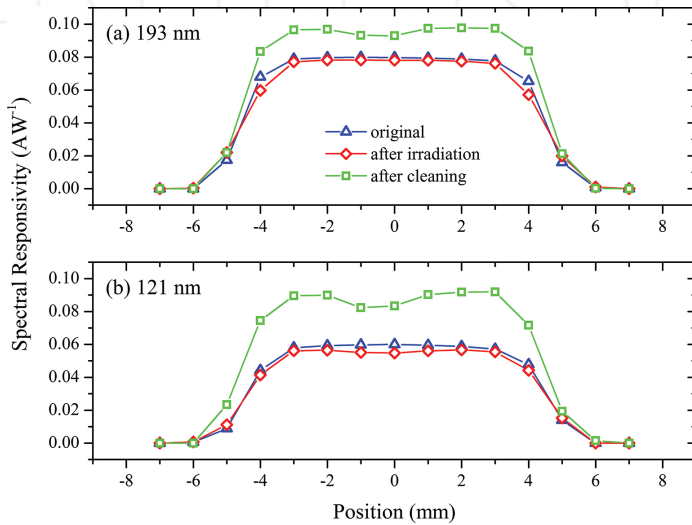 (a) 193 nm
0.10
0.08
0.06
0.04
0.02
0.00
original
after irradiation
after cleaning
-8 -6 -4 -2 0 2 4 6 8
(b) 121 nm
0.10
0.08
0.06
0.04
0.02
0.00
-8 -6 -4 -2 0 2 4 6 8
Spectral Responsivity (AW⁻¹)
Position (mm)